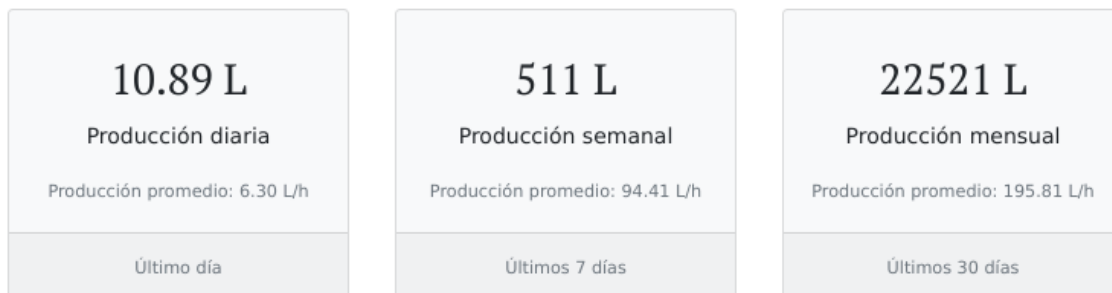 10.89 L
Producción diaria
Producción promedio: 6.30 L/h
Último día
511 L
Producción semanal
Producción promedio: 94.41 L/h
Últimos 7 días
22521 L
Producción mensual
Producción promedio: 195.81 L/h
Últimos 30 días